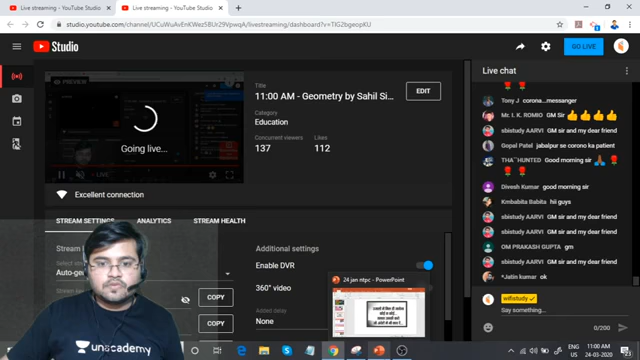 Live streaming - YouTube Studio
Live streaming - YouTube Studio
studio.youtube.com/channel/UCuWuAvEnKWez5BUr29VpwqA/livestreaming/dashboard?v=TlG2bgeopKU
Studio
GO LIVE
PREVIEW
Going live...
Title
11:00 AM - Geometry by Sahil Si...
EDIT
Category
Education
Concurrent viewers
Likes
137
112
Excellent connection
STREAM SETTINGS
ANALYTICS
STREAM HEALTH
COPY
COPY
Additional settings
Enable DVR
360° video
Added delay
None
24 jan ntpc - PowerPoint
unacademy
Live chat
Tony J corona...messanger
Mr. I. K. ROMIO GM Sir 👍👍👍👍
sbistudy AARVI GM sir and my dear friend
Gopal Patel jabalpur se corono ka patient
THA¨HUNTED Good morning sir 🙏🌹
🌹🌹
Divesh Kumar good morning sir
Kmbabita Babita hii guys
sbistudy AARVI GM sir and my dear friend
sbistudy AARVI GM sir and my dear friend
OM PRAKASH GUPTA gm
sbistudy AARVI GM sir and my dear friend
*Jatin kumar ok
wifistudy
Say something...
0/200
ENG
US
11:00 AM
24-03-2020